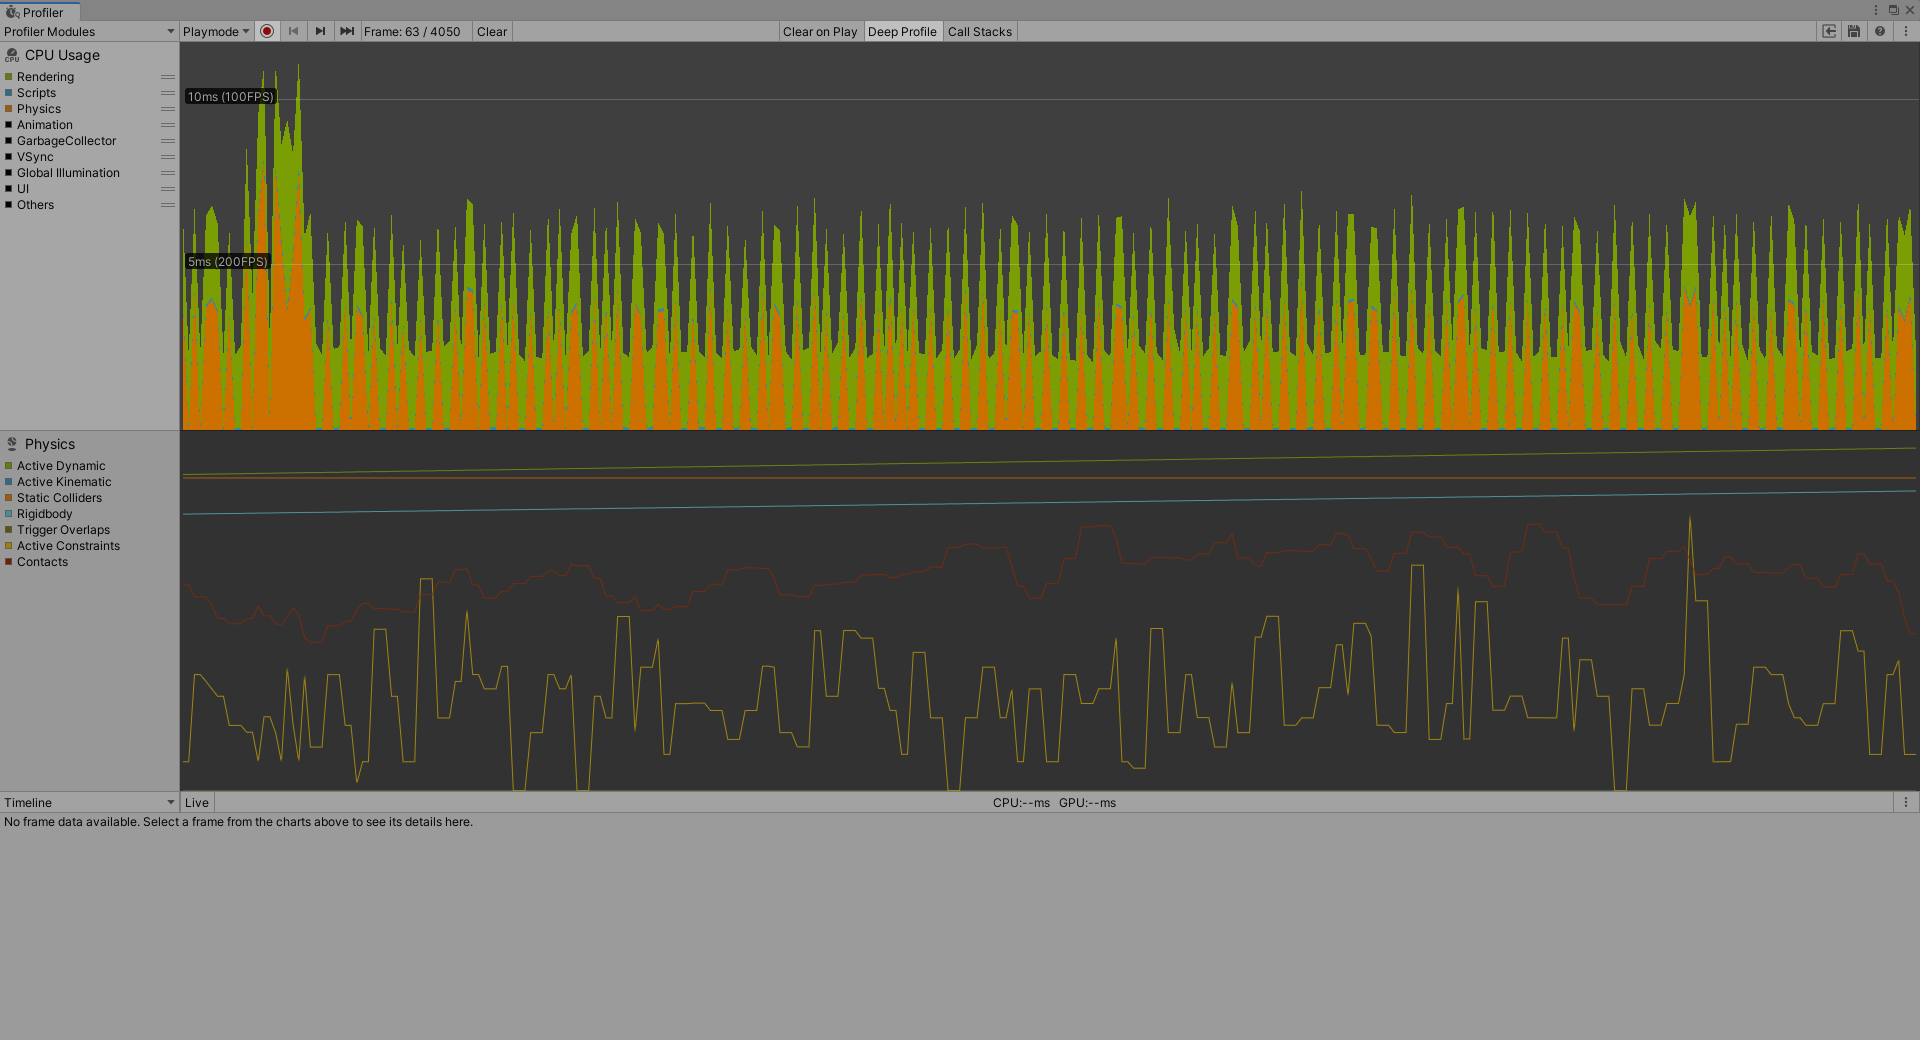 Profiler
Profiler Modules
Playmode
Frame: 63 / 4050
Clear
Clear on Play
Deep Profile
Call Stacks
CPU
CPU Usage
Rendering
Scripts
Physics
Animation
GarbageCollector
VSync
Global Illumination
UI
Others
10ms (100FPS)
5ms (200FPS)
Physics
Active Dynamic
Active Kinematic
Static Colliders
Rigidbody
Trigger Overlaps
Active Constraints
Contacts
Timeline
Live
CPU:--ms GPU:--ms
No frame data available. Select a frame from the charts above to see its details here.